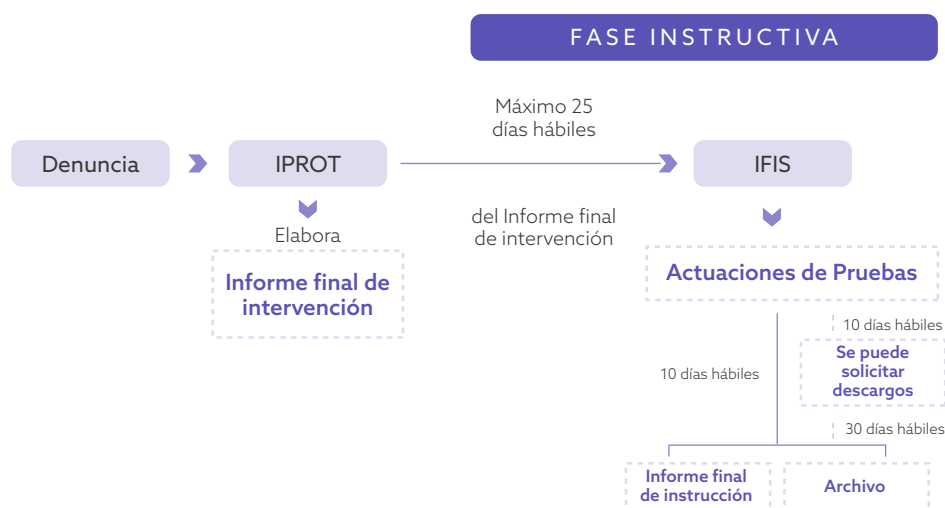 FASE INSTRUCTIVA
Máximo 25
días hábiles
Denuncia
IPROT
IFIS
Elabora
Informe final de
intervención
del Informe final
de intervención
Actuaciones de Pruebas
10 días hábiles
Se puede
solicitar
descargos
10 días hábiles
30 días hábiles
Informe final
de instrucción
Archivo